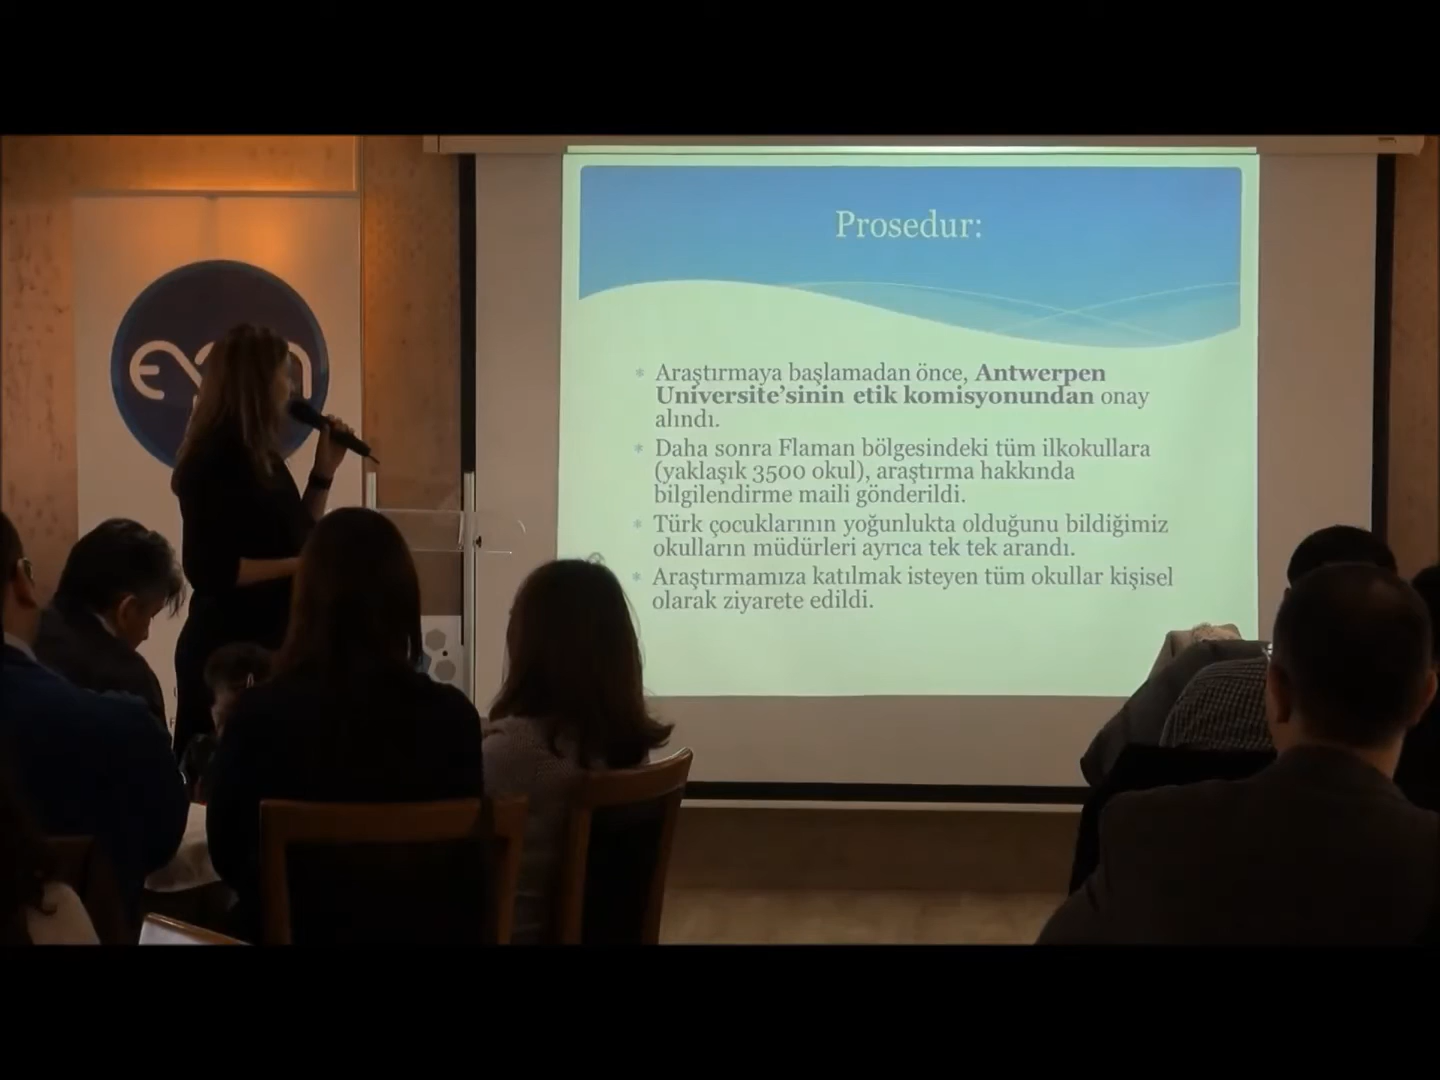 Prosedur:
Araştırmaya başlamadan önce, Antwerpen
Universite'sinin etik komisyonundan onay
alındı.
Daha sonra Flaman bölgesindeki tüm ilkokullara
(yaklaşık 3500 okul), araştırma hakkında
bilgilendirme maili gönderildi.
Türk çocuklarının yoğunlukta olduğunu bildiğimiz
okulların müdürleri ayrıca tek tek arandı.
Araştırmamıza katılmak isteyen tüm okullar kişisel
olarak ziyarete edildi.